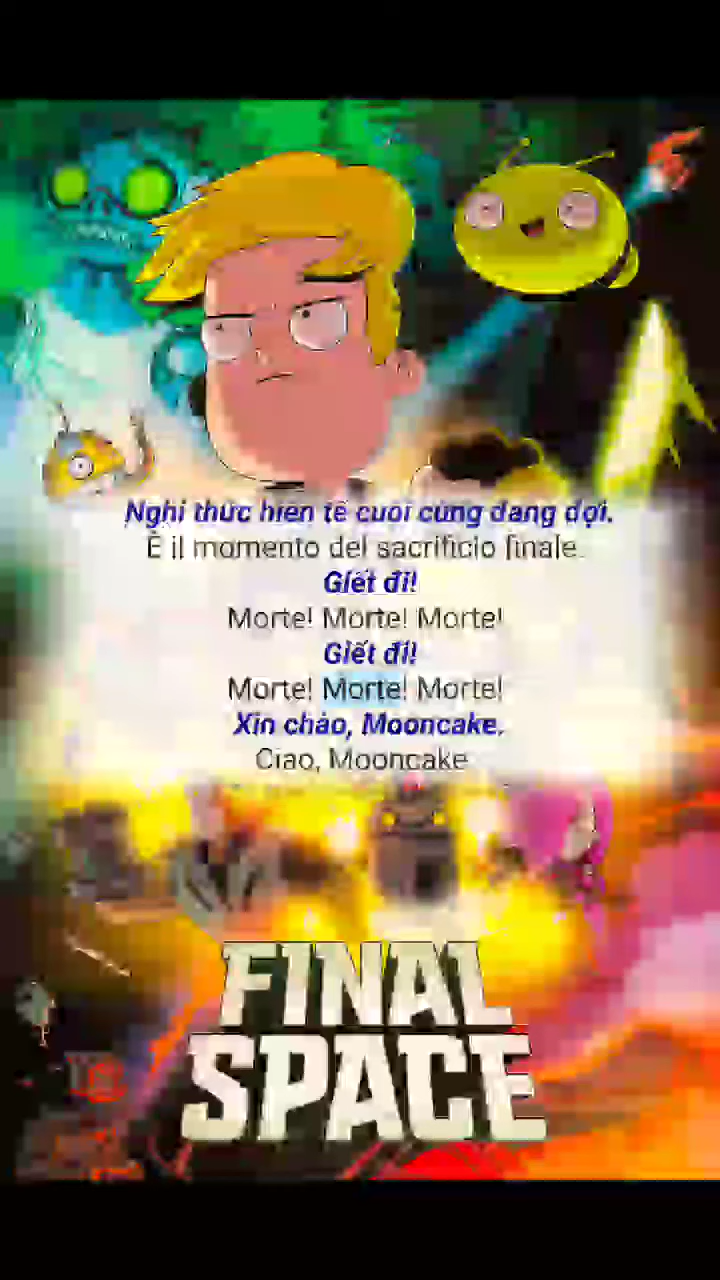 Nghi thức hiến tế cuối cùng đang đợi.
È il momento del sacrificio finale.
Giết đi!
Morte! Morte! Morte!
Giết đi!
Morte! Morte! Morte!
Xin chào, Mooncake.
Ciao, Mooncake
FINAL
SPACE